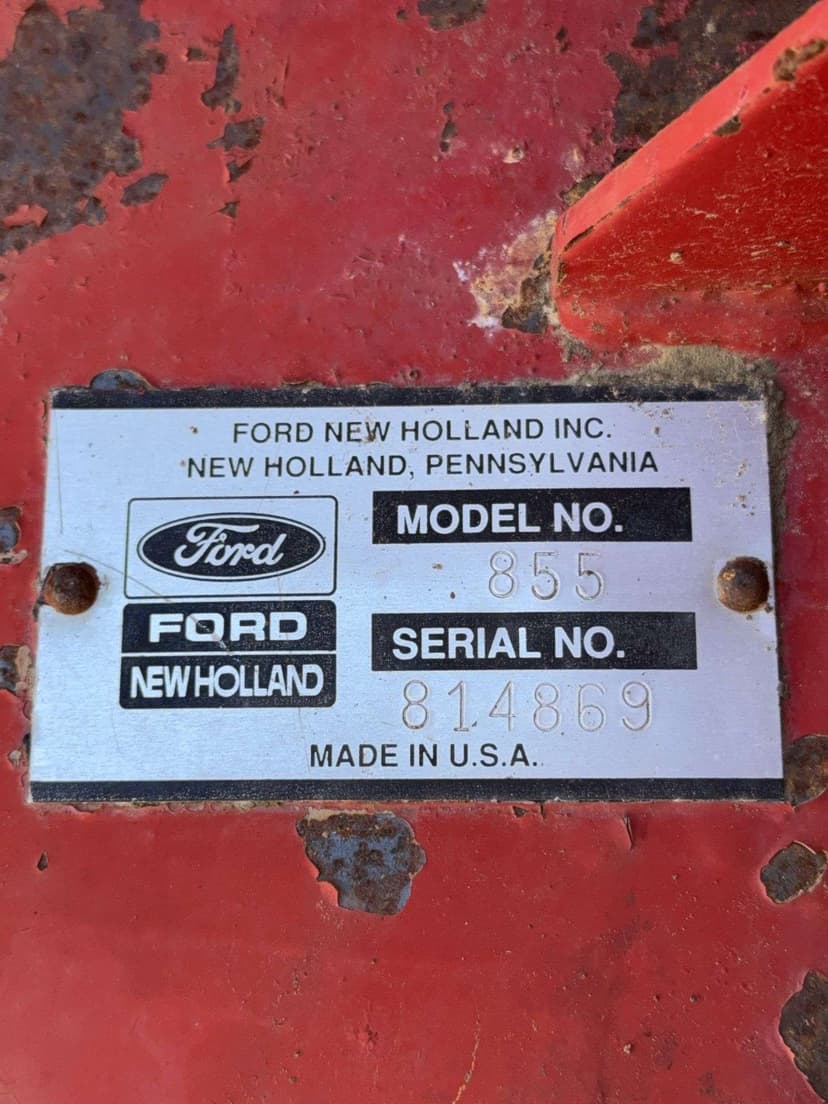 FORD NEW HOLLAND INC.
NEW HOLLAND, PENNSYLVANIA
Ford
FORD
NEW HOLLAND
MODEL NO.
855
SERIAL NO.
814869
MADE IN U.S.A.